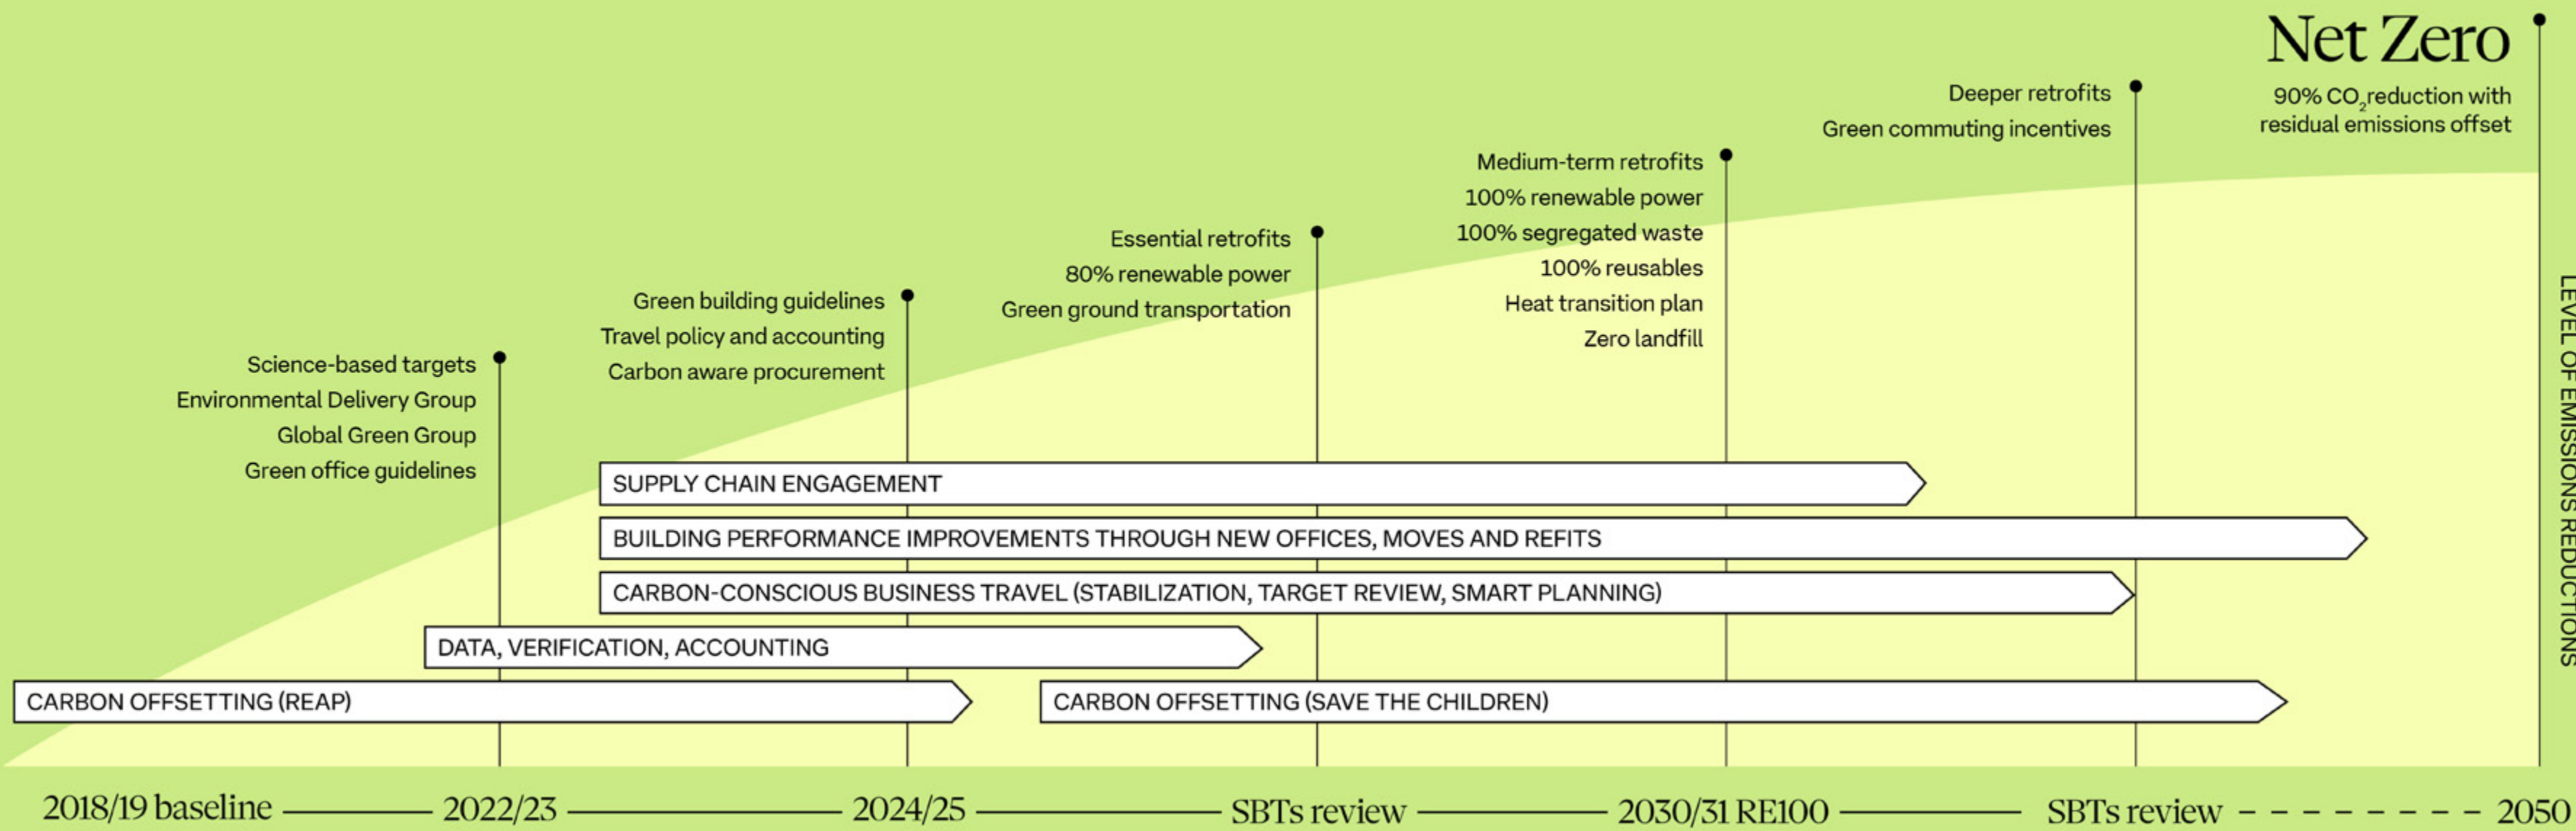 Net Zero
90% CO₂reduction with
residual emissions offset
Deeper retrofits
Green commuting incentives
Medium-term retrofits
100% renewable power
100% segregated waste
100% reusables
Heat transition plan
Zero landfill
Essential retrofits
80% renewable power
Green ground transportation
Green building guidelines
Travel policy and accounting
Carbon aware procurement
Science-based targets
Environmental Delivery Group
Global Green Group
Green office guidelines
SUPPLY CHAIN ENGAGEMENT
BUILDING PERFORMANCE IMPROVEMENTS THROUGH NEW OFFICES, MOVES AND REFITS
CARBON-CONSCIOUS BUSINESS TRAVEL (STABILIZATION, TARGET REVIEW, SMART PLANNING)
DATA, VERIFICATION, ACCOUNTING
CARBON OFFSETTING (REAP)
CARBON OFFSETTING (SAVE THE CHILDREN)
LEVEL OF EMISSIONS REDUCTIONS
2018/19 baseline
2022/23
2024/25
SBTs review
2030/31 RE100
SBTs review
2050